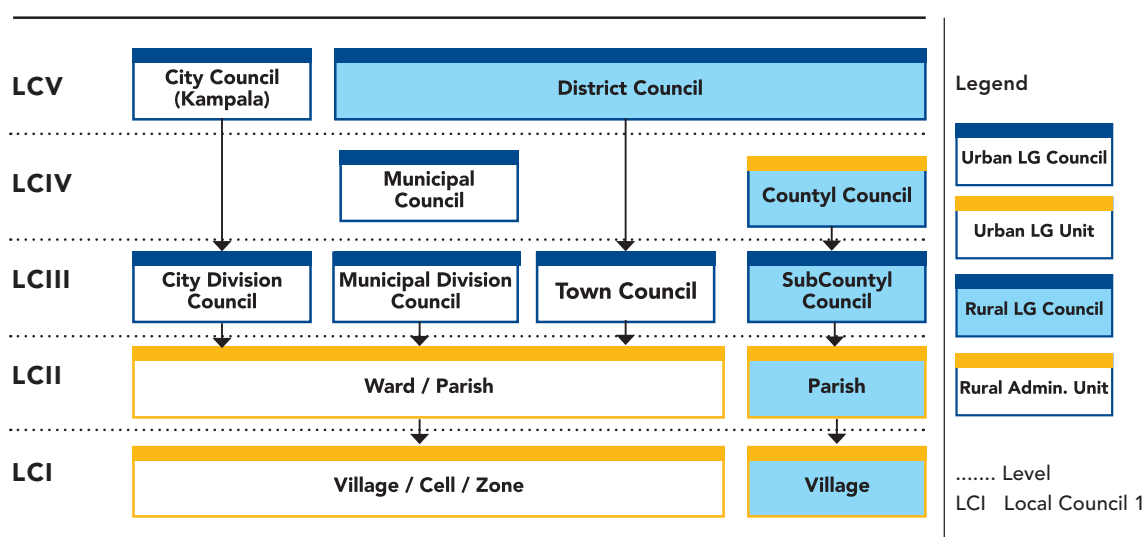 LCV
City Council
(Kampala)
District Council
LCIV
Municipal
Council
Countyl Council
LCIII
City Division
Council
Municipal Division
Council
Town Council
SubCountyl
Council
LCII
Ward / Parish
Parish
LCI
Village / Cell / Zone
Village
Legend
Urban LG Council
Urban LG Unit
Rural LG Council
Rural Admin. Unit
....... Level
LCI Local Council 1